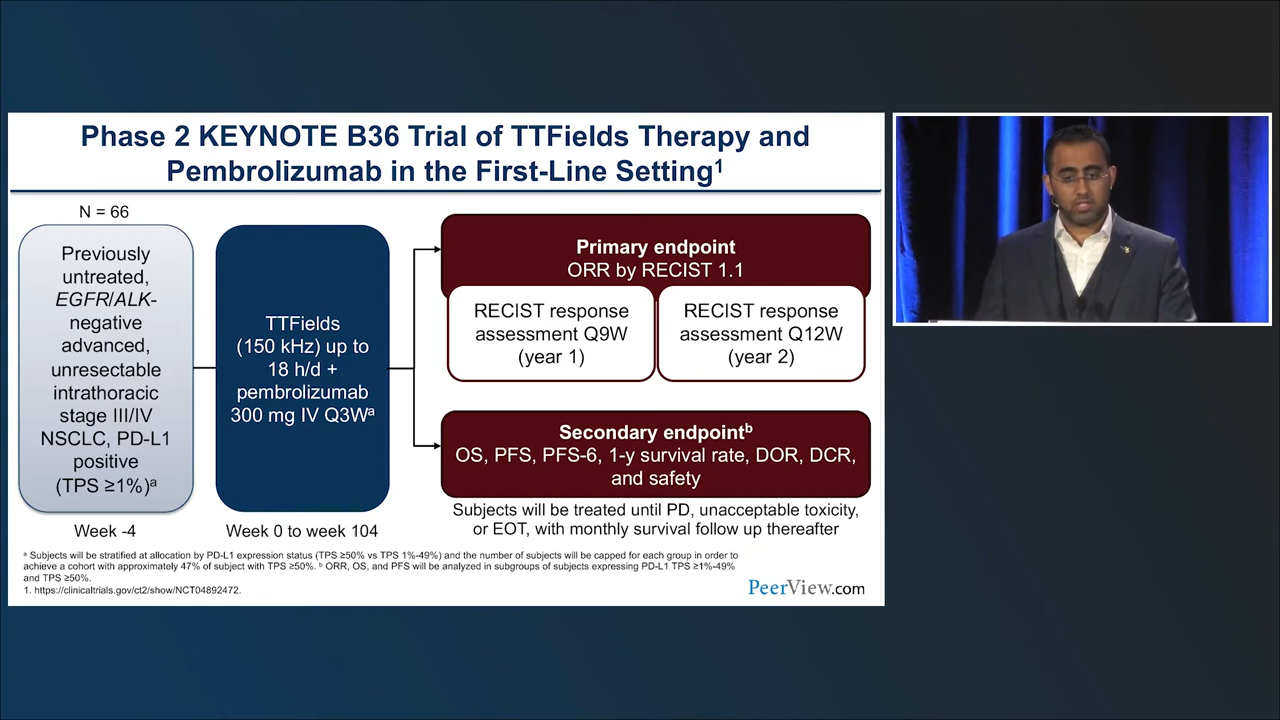 Phase 2 KEYNOTE B36 Trial of TTFields Therapy and
Pembrolizumab in the First-Line Setting1
N = 66
Previously
untreated,
EGFR/ALK-
negative
advanced,
unresectable
intrathoracic
stage III/IV
NSCLC, PD-L1
positive
(TPS ≥1%)a
Week -4
TTFields
(150 kHz) up to
18 h/d +
pembrolizumab
300 mg IV Q3Wa
Week 0 to week 104
Primary endpoint
ORR by RECIST 1.1
RECIST response
assessment Q9W
(year 1)
RECIST response
assessment Q12W
(year 2)
Secondary endpointb
OS, PFS, PFS-6, 1-y survival rate, DOR, DCR,
and safety
Subjects will be treated until PD, unacceptable toxicity,
or EOT, with monthly survival follow up thereafter
a Subjects will be stratified at allocation by PD-L1 expression status (TPS ≥50% vs TPS 1%-49%) and the number of subjects will be capped for each group in order to
achieve a cohort with approximately 47% of subject with TPS ≥50%. b ORR, OS, and PFS will be analyzed in subgroups of subjects expressing PD-L1 TPS ≥1%-49%
and TPS ≥50%.
1. https://clinicaltrials.gov/ct2/show/NCT04892472.
PeerView.com